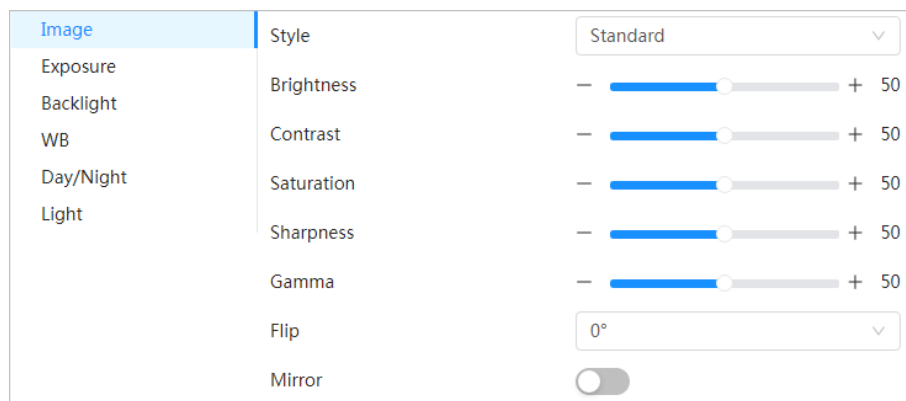 Image
Exposure
Backlight
WB
Day/Night
Light
Style Standard
Brightness — + 50
Contrast — + 50
Saturation — + 50
Sharpness — + 50
Gamma — + 50
Flip 0°
Mirror